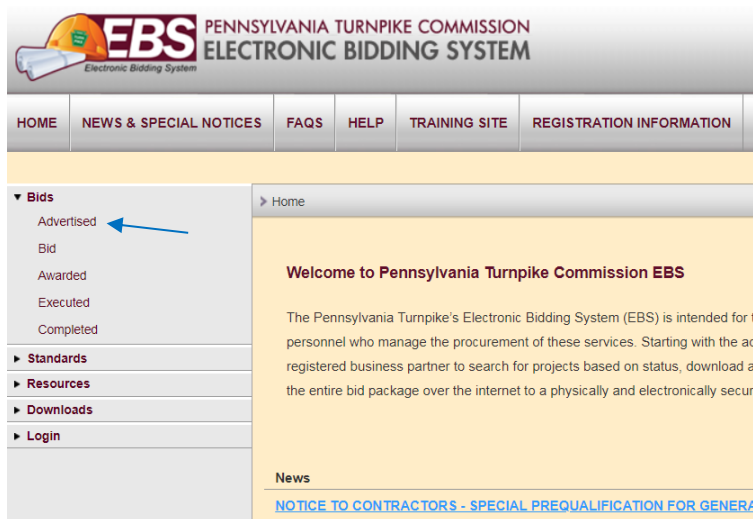 EBS
Electronic Bidding System
PENNSYLVANIA TURNPIKE COMMISSION
ELECTRONIC BIDDING SYSTEM
HOME NEWS & SPECIAL NOTICES FAQS HELP TRAINING SITE REGISTRATION INFORMATION
Bids
Advertised
Bid
Awarded
Executed
Completed
Standards
Resources
Downloads
Login
Home
Welcome to Pennsylvania Turnpike Commission EBS
The Pennsylvania Turnpike's Electronic Bidding System (EBS) is intended for
personnel who manage the procurement of these services. Starting with the
registered business partner to search for projects based on status, download
the entire bid package over the internet to a physically and electronically
News
NOTICE TO CONTRACTORS - SPECIAL PREQUALIFICATION FOR